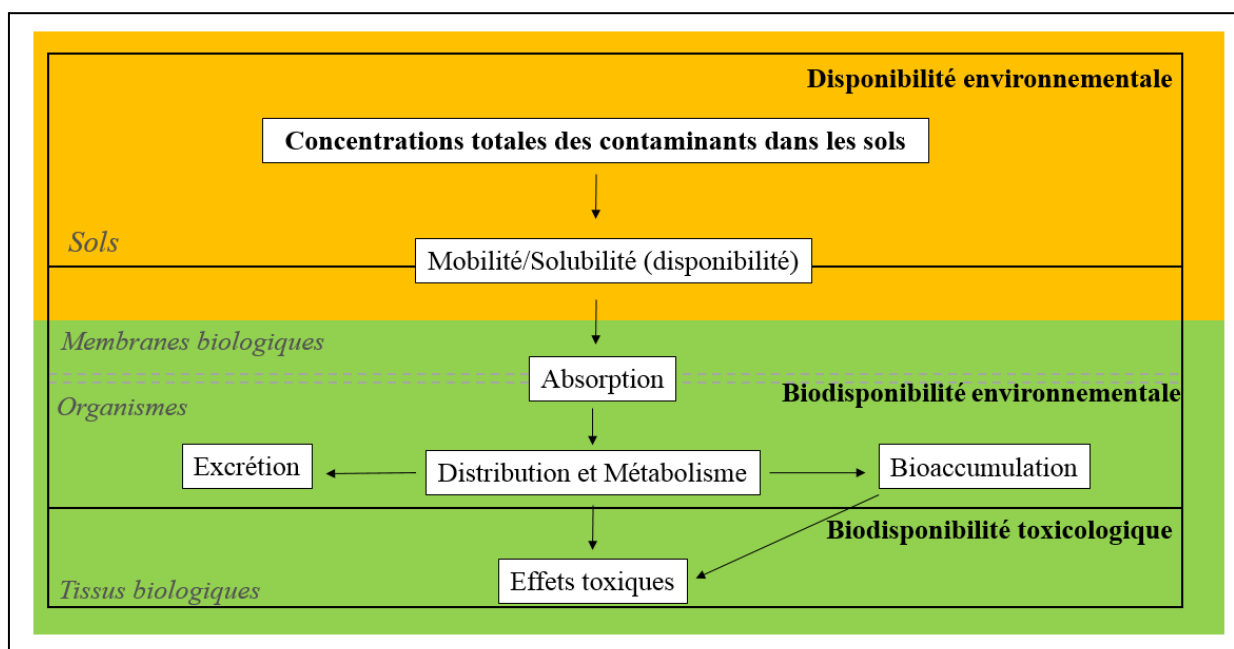 Disponibilité environnementale
Concentrations totales des contaminants dans les sols
Sols
Mobilité/Solubilité (disponibilité)
Membranes biologiques
Absorption
Biodisponibilité environnementale
Organismes
Excrétion
Distribution et Métabolisme
Bioaccumulation
Biodisponibilité toxicologique
Effets toxiques
Tissus biologiques